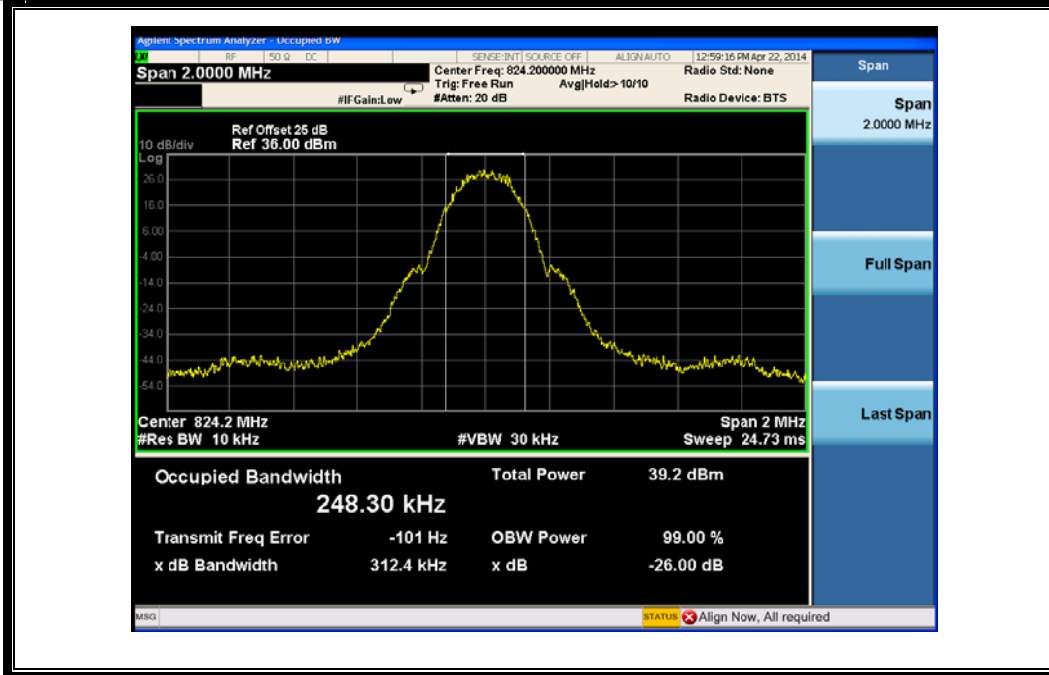 Agilent Spectrum Analyzer - Occupied BW
RF 50 Ω DC SENSE:INT SOURCE OFF ALIGN AUTO 12:59:16 PM Apr 22, 2014
Span 2.0000 MHz
Center Freq: 824.200000 MHz
Radio Std: None
Trig: Free Run Avg|Hold:> 10/10
#IFGain:Low
#Atten: 20 dB
Radio Device: BTS
Ref Offset 25 dB
10 dB/div Ref 36.00 dBm
Log
26.0
16.0
6.00
-4.00
-14.0
-24.0
-34.0
-44.0
-54.0
Center 824.2 MHz Span 2 MHz
#Res BW 10 kHz #VBW 30 kHz Sweep 24.73 ms
Occupied Bandwidth
248.30 kHz
Total Power 39.2 dBm
Transmit Freq Error -101 Hz OBW Power 99.00 %
x dB Bandwidth 312.4 kHz x dB -26.00 dB
MSG STATUS Align Now, All required
Span
Span
2.0000 MHz
Full Span
Last Span